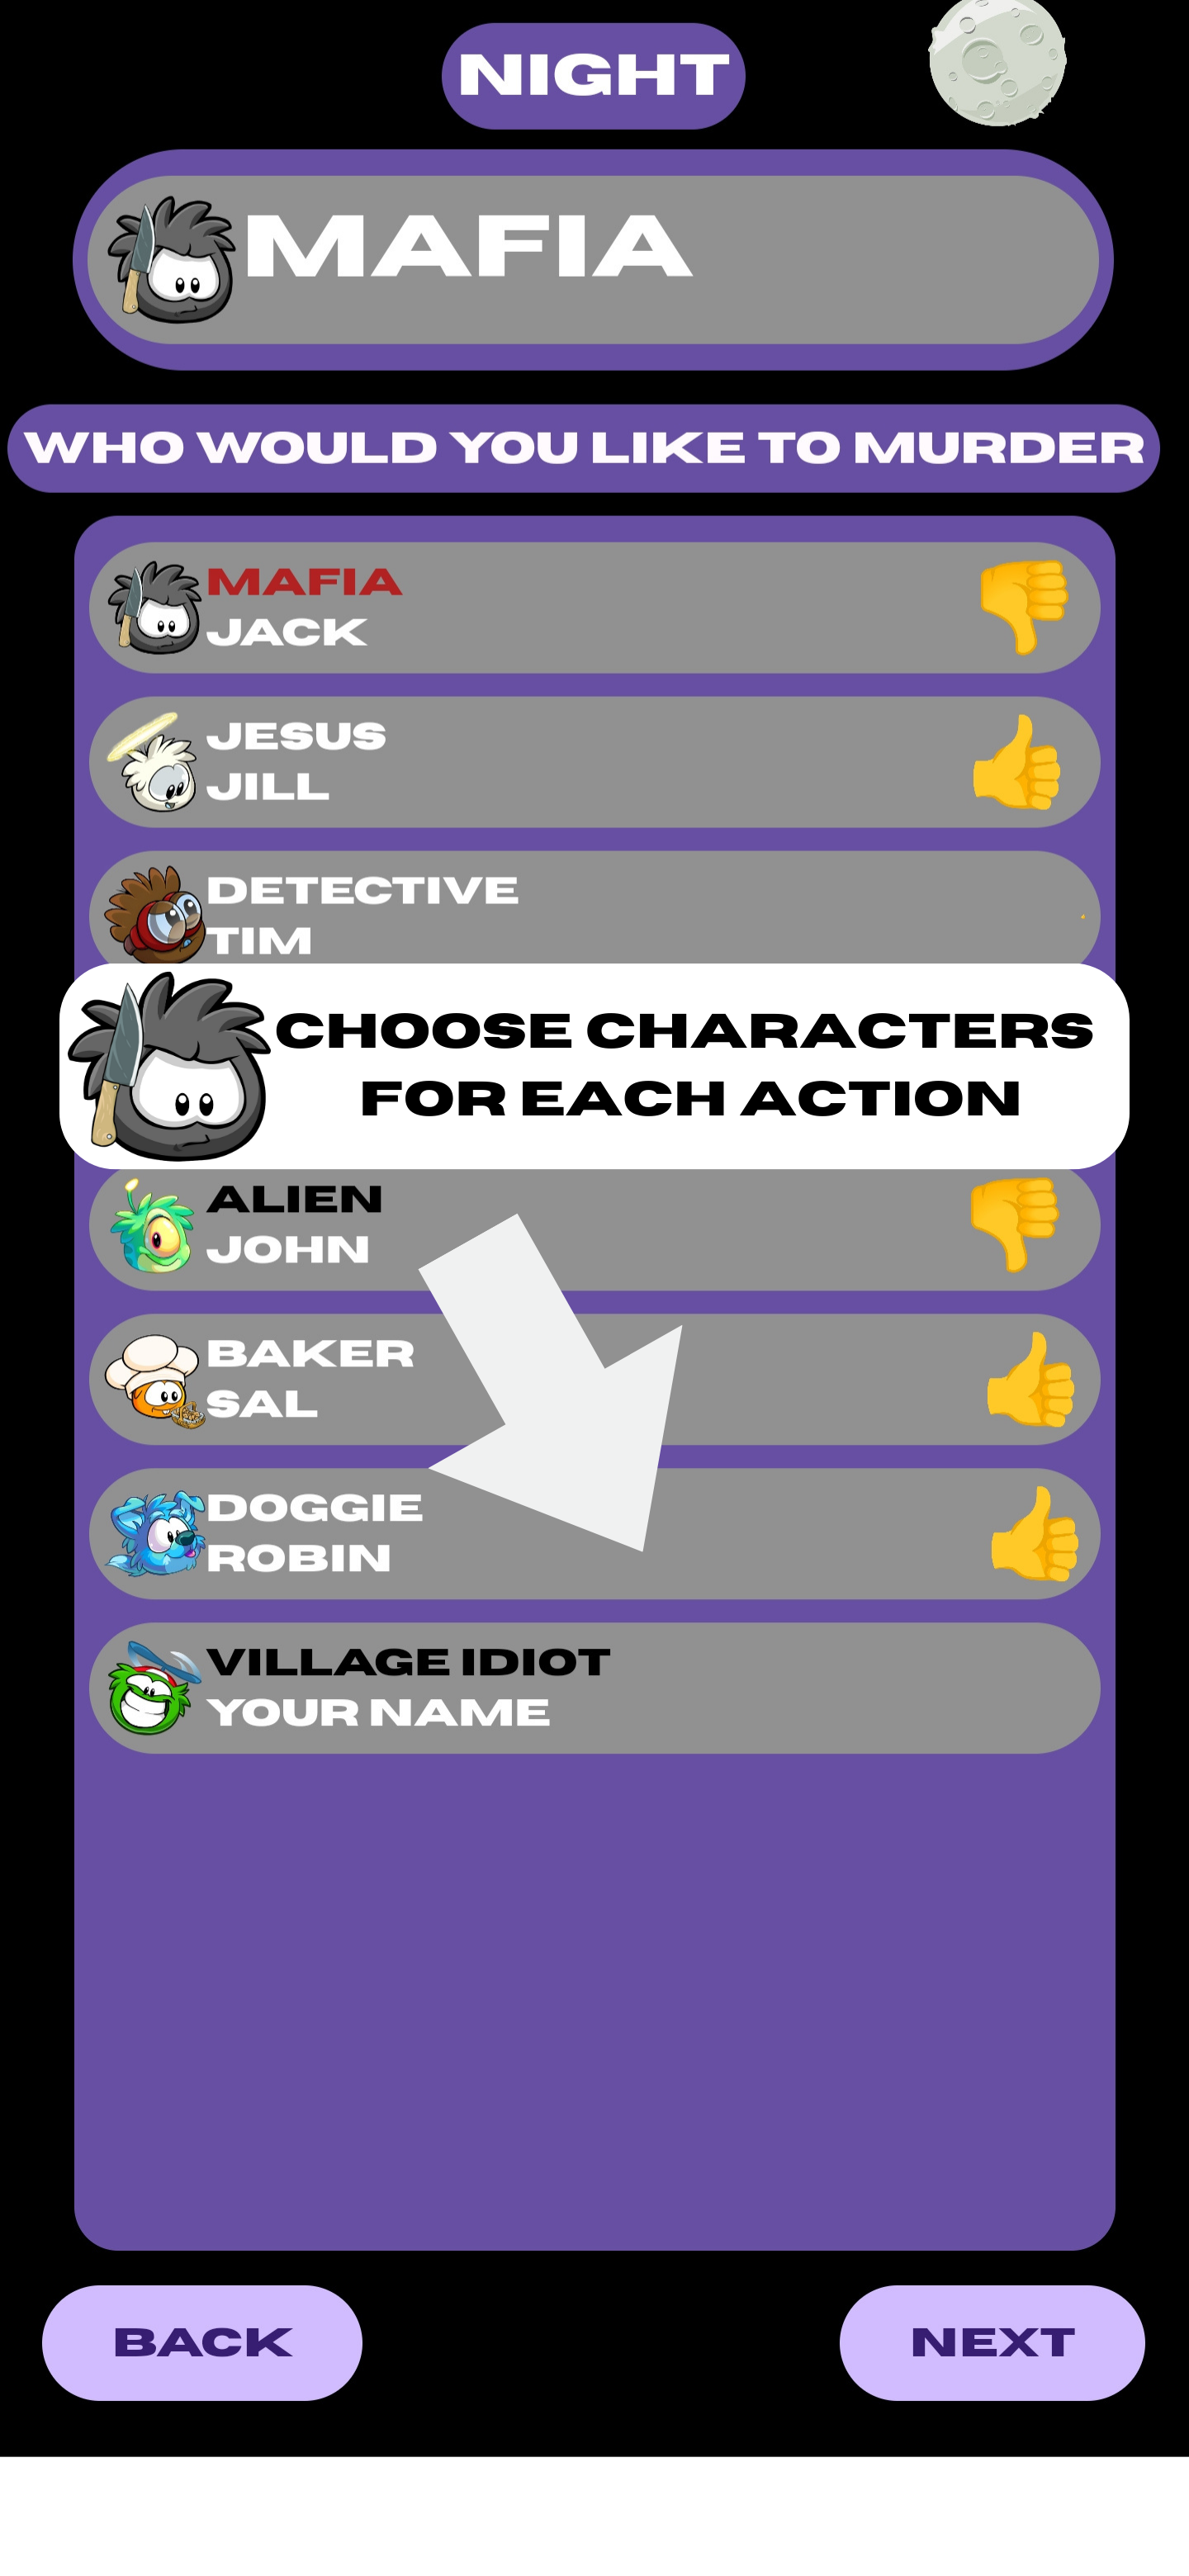 NIGHT
MAFIA
WHO WOULD YOU LIKE TO MURDER
MAFIA
JACK
JESUS
JILL
DETECTIVE
TIM
CHOOSE CHARACTERS
FOR EACH ACTION
ALIEN
JOHN
BAKER
SAL
DOGGIE
ROBIN
VILLAGE IDIOT
YOUR NAME
BACK
NEXT